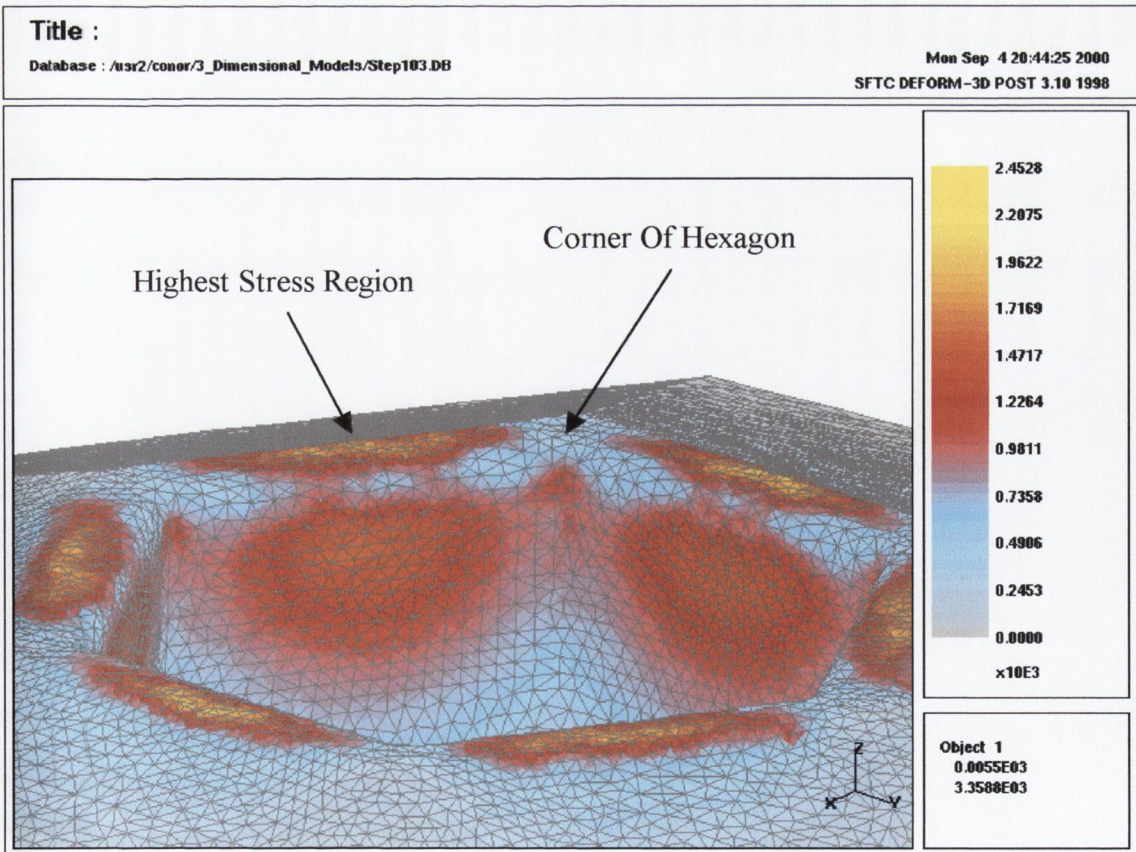 Title :
Database : /usr2/conor/3_Dimensional_Models/Step103.DB
Mon Sep 4 20:44:25 2000
SFTC DEFORM-3D POST 3.10 1998
Corner Of Hexagon
Highest Stress Region
2.4528
2.2075
1.9622
1.7169
1.4717
1.2264
0.9811
0.7358
0.4906
0.2453
0.0000
x10E3
Z
X Y
Object 1
0.0055E03
3.3588E03